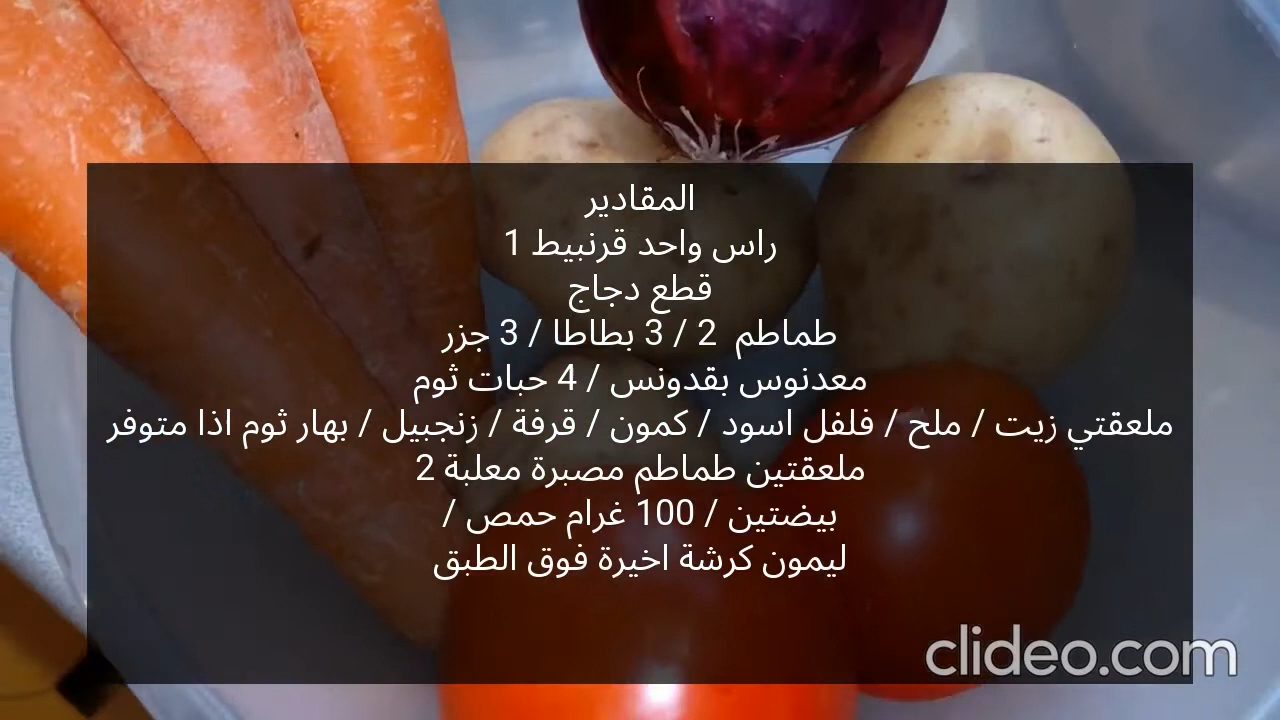 المقادير
راس واحد قرنبيط 1
قطع دجاج
طماطم  2 / 3 بطاطا / 3 جزر
معدنوس بقدونس / 4 حبات ثوم
ملعقتي زيت / ملح / فلفل اسود / كمون / قرفة / زنجبيل / بهار ثوم اذا متوفر
ملعقتين طماطم مصبرة معلبة 2
بيضتين / 100 غرام حمص /
ليمون كرشة اخيرة فوق الطبق
clideo.com